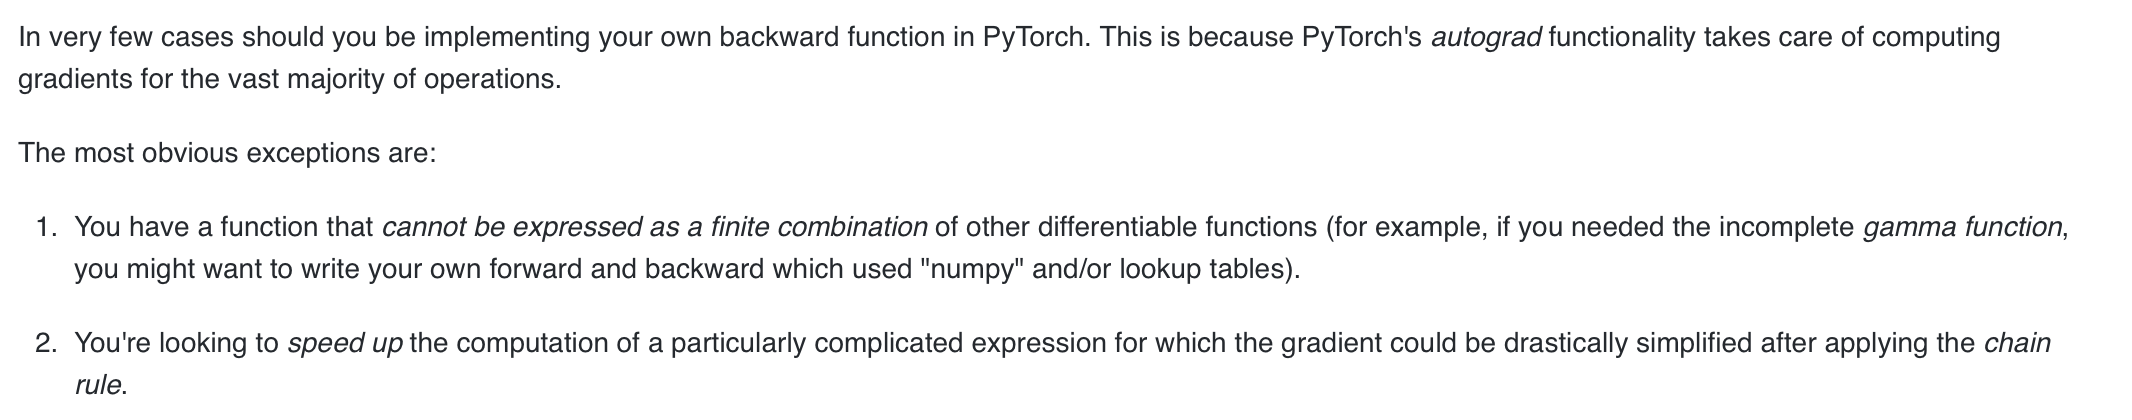 In very few cases should you be implementing your own backward function in PyTorch. This is because PyTorch's autograd functionality takes care of computing
gradients for the vast majority of operations.
The most obvious exceptions are:
1. You have a function that cannot be expressed as a finite combination of other differentiable functions (for example, if you needed the incomplete gamma function,
you might want to write your own forward and backward which used "numpy" and/or lookup tables).
2. You're looking to speed up the computation of a particularly complicated expression for which the gradient could be drastically simplified after applying the chain
rule.